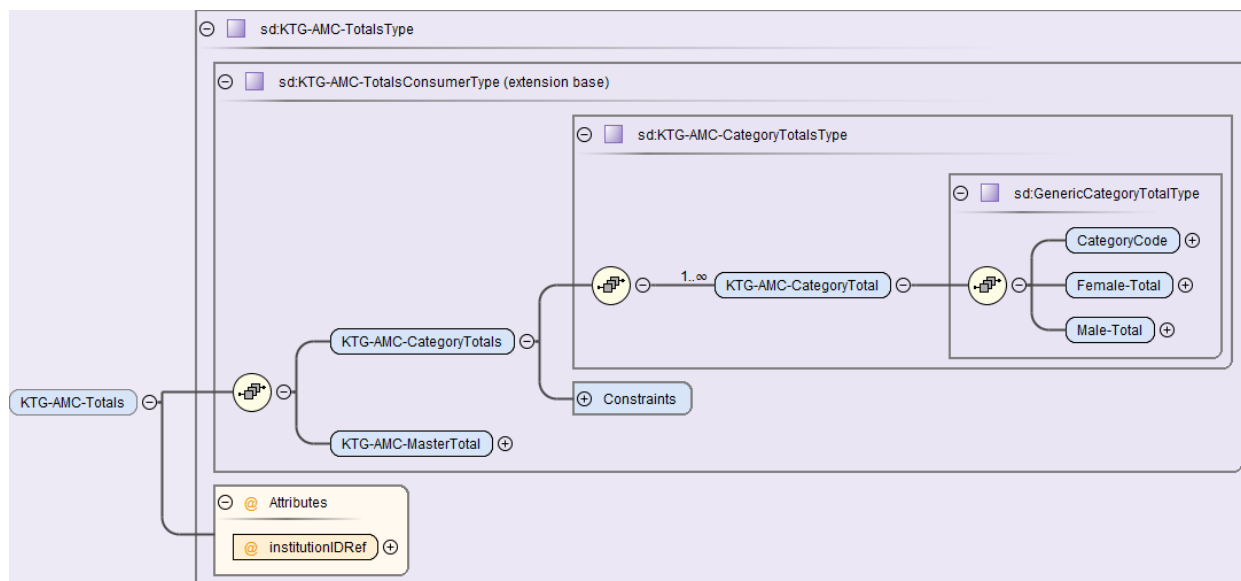 sd:KTG-AMC-TotalsType
sd:KTG-AMC-TotalsConsumerType (extension base)
sd:KTG-AMC-CategoryTotalsType
sd:GenericCategoryTotalType
CategoryCode
1..∞
KTG-AMC-CategoryTotal
Female-Total
Male-Total
KTG-AMC-CategoryTotals
Constraints
KTG-AMC-Totals
KTG-AMC-MasterTotal
@ Attributes
@ institutionIDRef